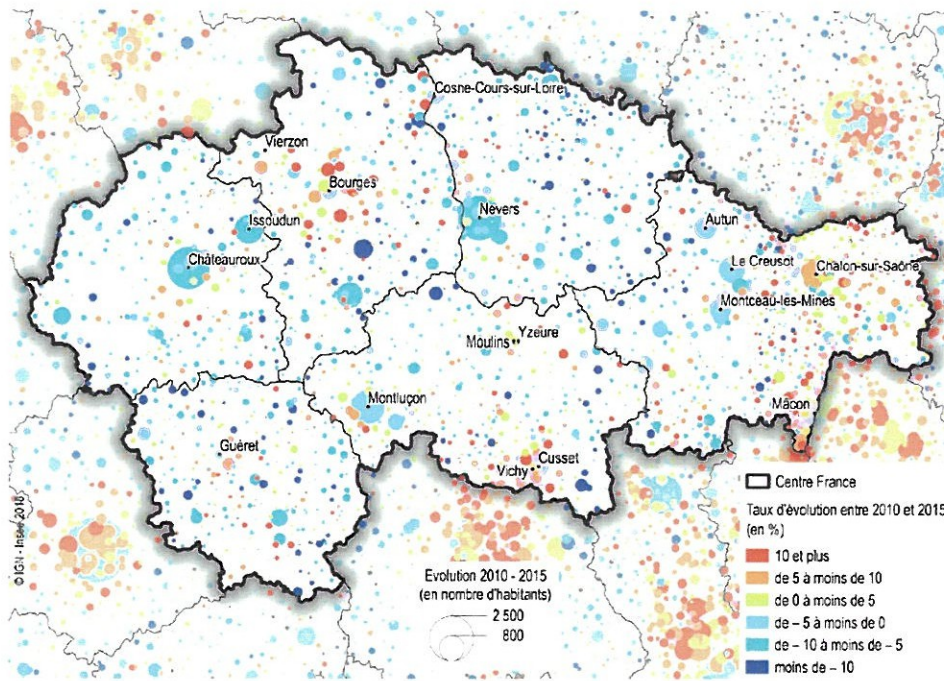 Cosne-Cours-sur-Loire
Vierzon
Bourges
Issoudun
Nevers
Autun
Châteauroux
Le Creusot
Chalon-sur-Saône
Montceau-les-Mines
Moulins
Yzeure
Montluçon
Mâcon
Guéret
Cusset
Vichy
Centre France
Taux d'évolution entre 2010 et 2015
(en %)
10 et plus
de 5 à moins de 10
de 0 à moins de 5
de – 5 à moins de 0
de – 10 à moins de – 5
moins de – 10
Evolution 2010 - 2015
(en nombre d'habitants)
2 500
800
© IGN - Insee 2018